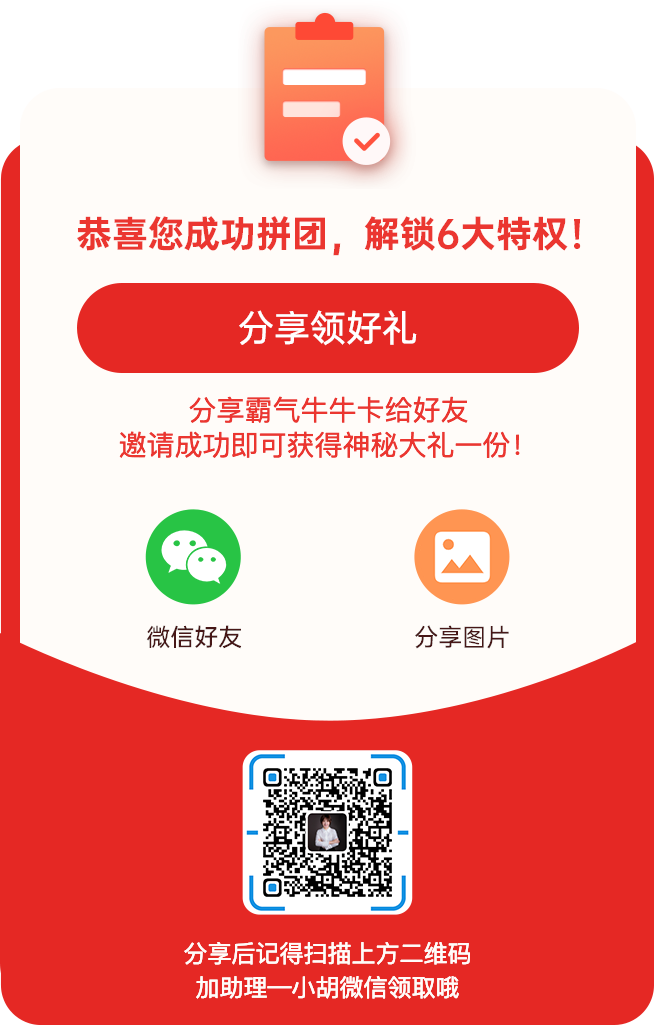 恭喜您成功拼团，解锁6大特权！
分享领好礼
分享霸气牛牛卡给好友
邀请成功即可获得神秘大礼一份！
微信好友
分享图片
分享后记得扫描上方二维码
加助理—小胡微信领取哦